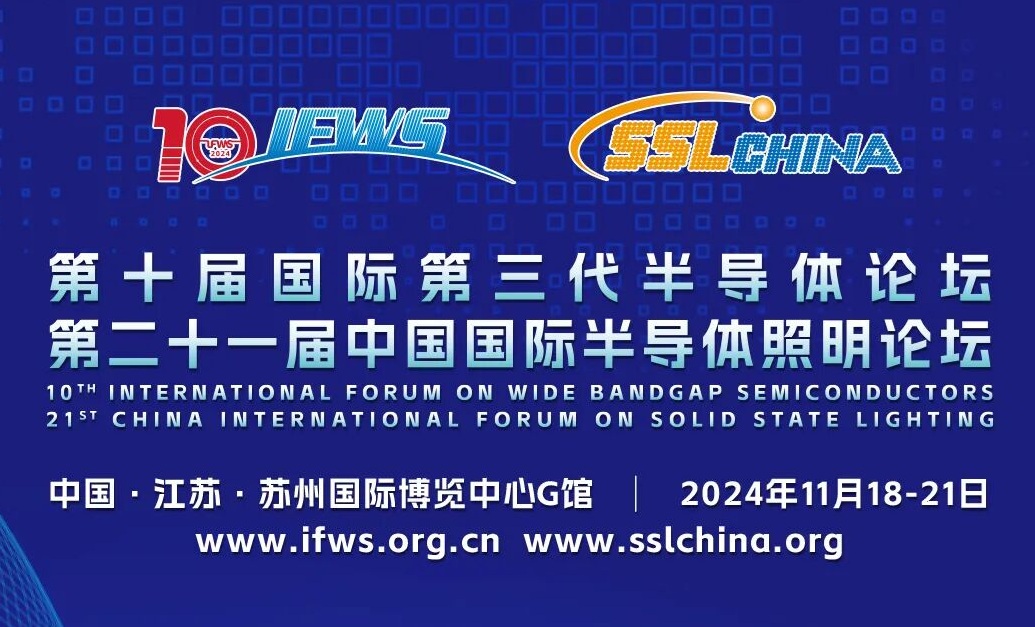 10 IFWS 2024 IFWS
SSLCHINA
第十届国际第三代半导体论坛
第二十一届中国国际半导体照明论坛
10TH INTERNATIONAL FORUM ON WIDE BANDGAP SEMICONDUCTORS
21ST CHINA INTERNATIONAL FORUM ON SOLID STATE LIGHTING
中国·江苏·苏州国际博览中心G馆 | 2024年11月18-21日
www.ifws.org.cn www.sslchina.org